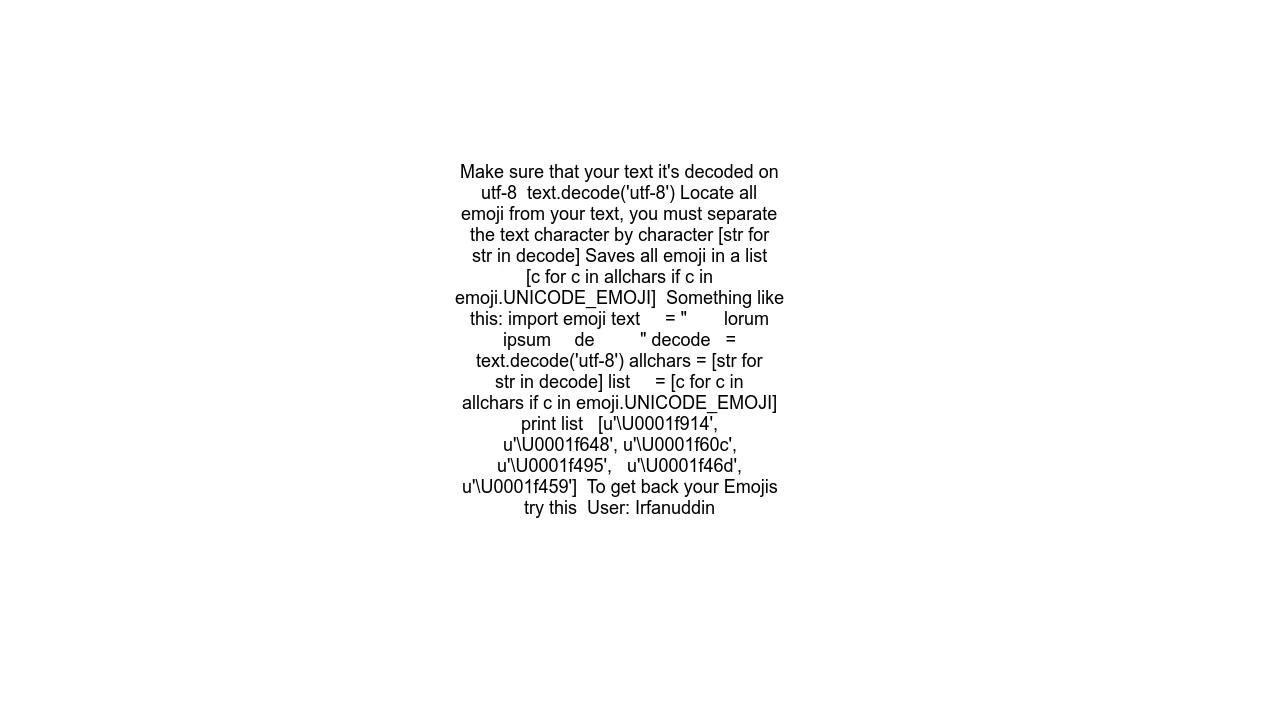 Make sure that your text it's decoded on
utf-8  text.decode('utf-8') Locate all
emoji from your text, you must separate
the text character by character [str for
str in decode] Saves all emoji in a list
[c for c in allchars if c in
emoji.UNICODE_EMOJI]  Something like
this: import emoji text     = "       lorum
ipsum     de         " decode   =
text.decode('utf-8') allchars = [str for
str in decode] list     = [c for c in
allchars if c in emoji.UNICODE_EMOJI]
print list   [u'\U0001f914',
u'\U0001f648', u'\U0001f60c',
u'\U0001f495',   u'\U0001f46d',
u'\U0001f459']  To get back your Emojis
try this  User: Irfanuddin